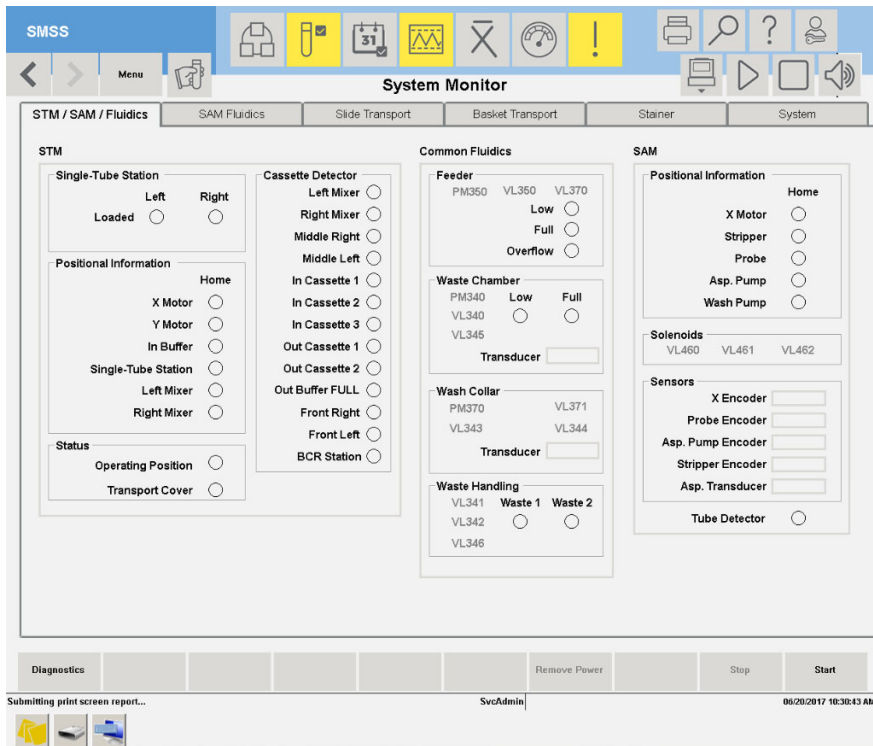 SMSS
31
Menu
System Monitor
STM / SAM / Fluidics
SAM Fluidics
Slide Transport
Basket Transport
Stainer
System
STM
Single-Tube Station
Left Right
Loaded
Positional Information
Home
X Motor
Y Motor
In Buffer
Single-Tube Station
Left Mixer
Right Mixer
Status
Operating Position
Transport Cover
Cassette Detector
Left Mixer
Right Mixer
Middle Right
Middle Left
In Cassette 1
In Cassette 2
In Cassette 3
Out Cassette 1
Out Cassette 2
Out Buffer FULL
Front Right
Front Left
BCR Station
Common Fluidics
Feeder
PM350 VL350 VL370
Low
Full
Overflow
Waste Chamber
PM340 Low Full
VL340
VL345
Transducer
Wash Collar
PM370 VL371
VL343 VL344
Transducer
Waste Handling
VL341 Waste 1 Waste 2
VL342
VL346
SAM
Positional Information
Home
X Motor
Stripper
Probe
Asp. Pump
Wash Pump
Solenoids
VL460 VL461 VL462
Sensors
X Encoder
Probe Encoder
Asp. Pump Encoder
Stripper Encoder
Asp. Transducer
Tube Detector
Diagnostics
Remove Power
Stop
Start
Submitting print screen report...
SvcAdmin
06/20/2017 10:30:43 AM